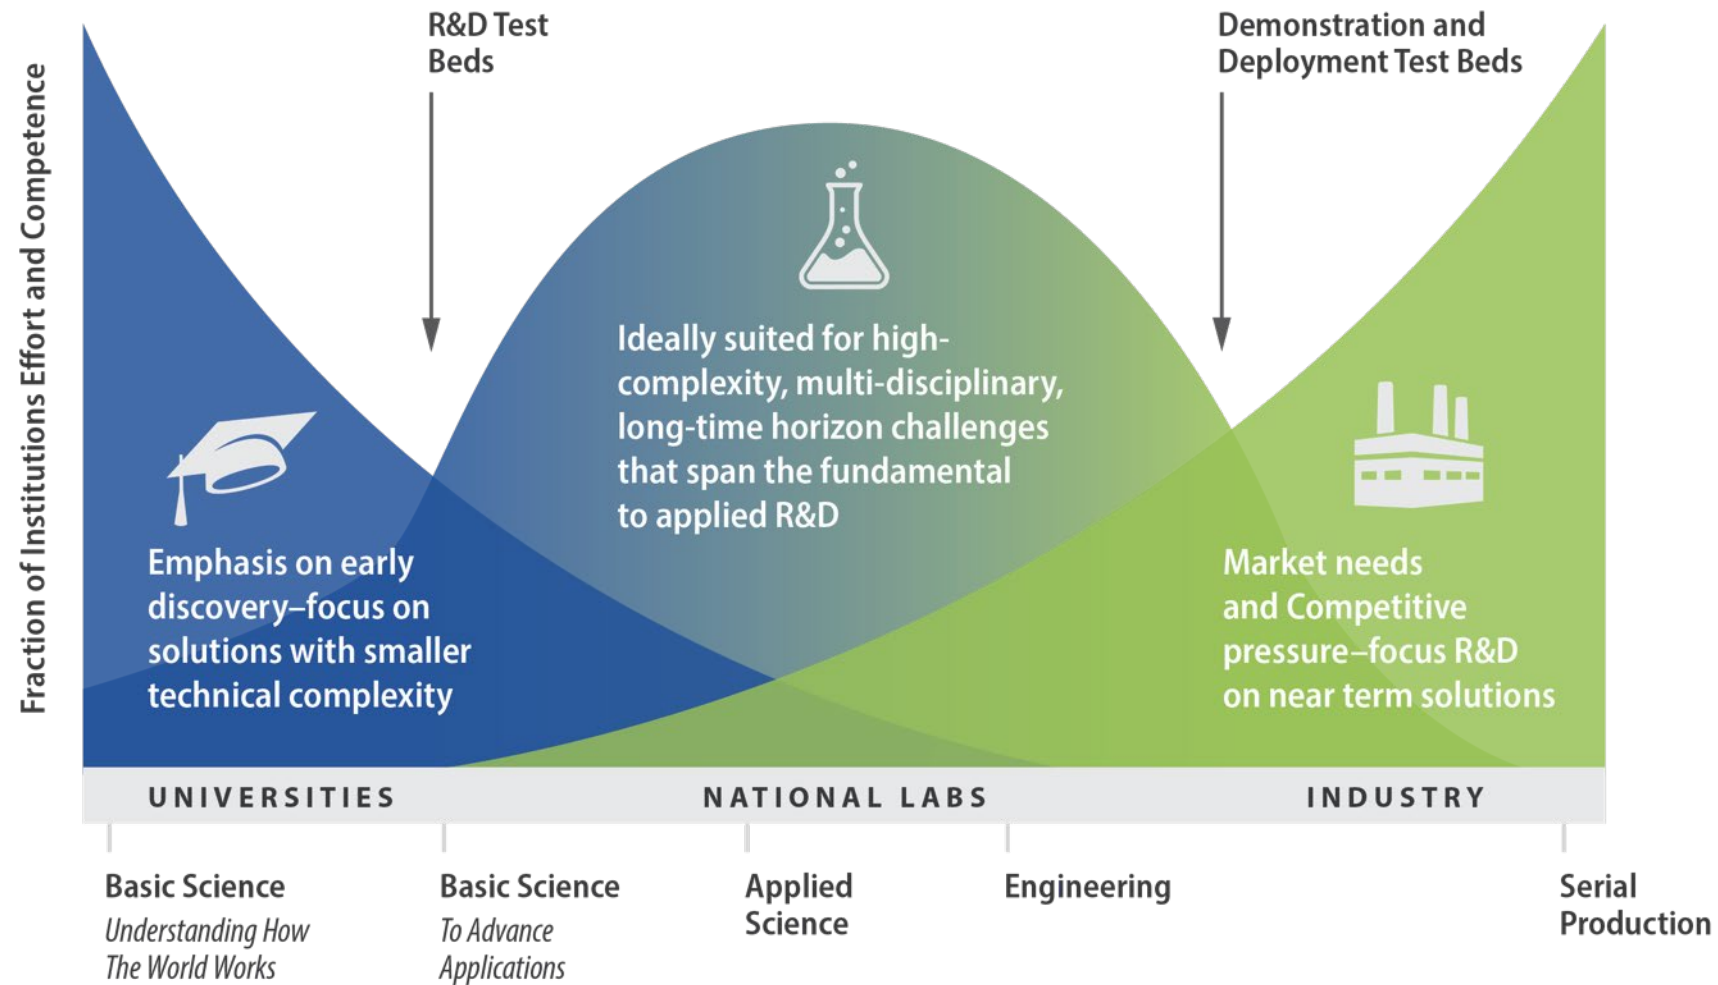 R&D Test
Beds
Demonstration and
Deployment Test Beds
Fraction of Institutions Effort and Competence
Ideally suited for high-
complexity, multi-disciplinary,
long-time horizon challenges
that span the fundamental
to applied R&D
Emphasis on early
discovery–focus on
solutions with smaller
technical complexity
Market needs
and Competitive
pressure–focus R&D
on near term solutions
UNIVERSITIES
NATIONAL LABS
INDUSTRY
Basic Science
Understanding How
The World Works
Basic Science
To Advance
Applications
Applied
Science
Engineering
Serial
Production